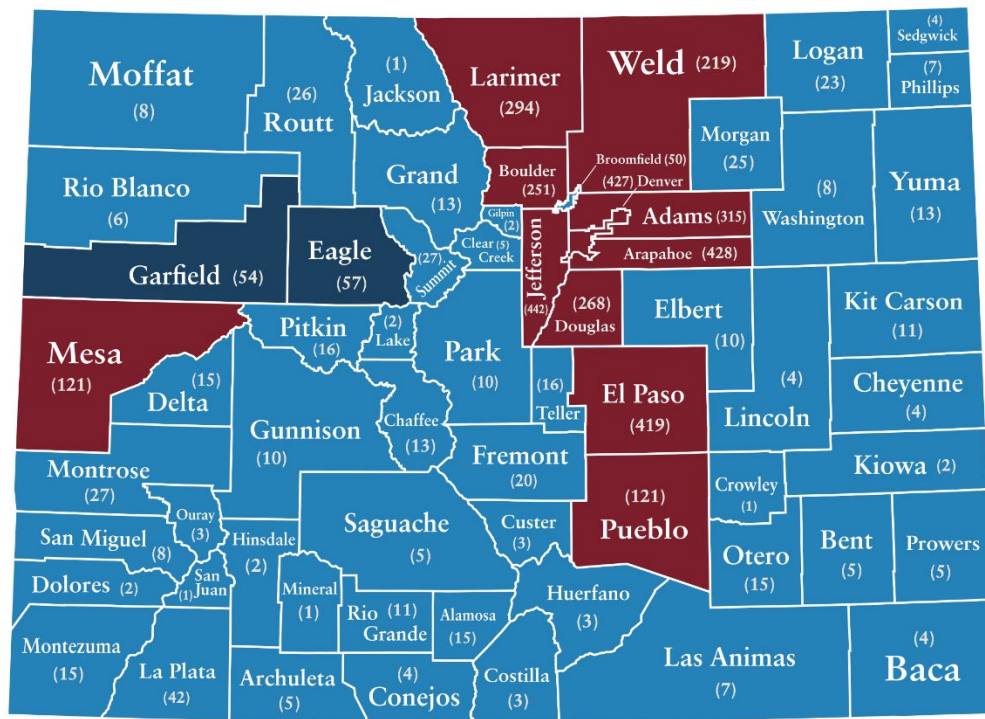 Moffat
(8)
(26)
Routt
(1)
Jackson
Larimer
(294)
Weld (219)
Logan
(23)
(4)
Sedgwick
(7)
Phillips
Rio Blanco
(6)
Grand
(13)
Boulder
(251)
Broomfield (50)
(427) Denver
Morgan
(25)
(8)
Washington
Yuma
(13)
Garfield (54)
Eagle
(57)
(27)
Summit
Gilpin
(2)
Clear (5)
Creek
Jefferson
(442)
Adams (315)
Arapahoe (428)
(268)
Douglas
Elbert
(10)
Kit Carson
(11)
Mesa
(121)
Pitkin
(16)
(2)
Lake
Park
(10)
(16)
Teller
El Paso
(419)
(4)
Lincoln
Cheyenne
(4)
(15)
Delta
Gunnison
(10)
Chaffee
(13)
Fremont
(20)
Kiowa (2)
Montrose
(27)
Ouray
(3)
Saguache
(5)
Custer
(3)
(121)
Pueblo
Crowley
(1)
Otero
(15)
Bent
(5)
Prowers
(5)
San Miguel
(8)
Hinsdale
(2)
Dolores (2)
San
(1) Juan
Mineral
(1)
Rio (11)
Grande
Alamosa
(15)
Huerfano
(3)
Montezuma
(15)
La Plata
(42)
Archuleta
(5)
(4)
Conejos
Costilla
(3)
Las Animas
(7)
(4)
Baca